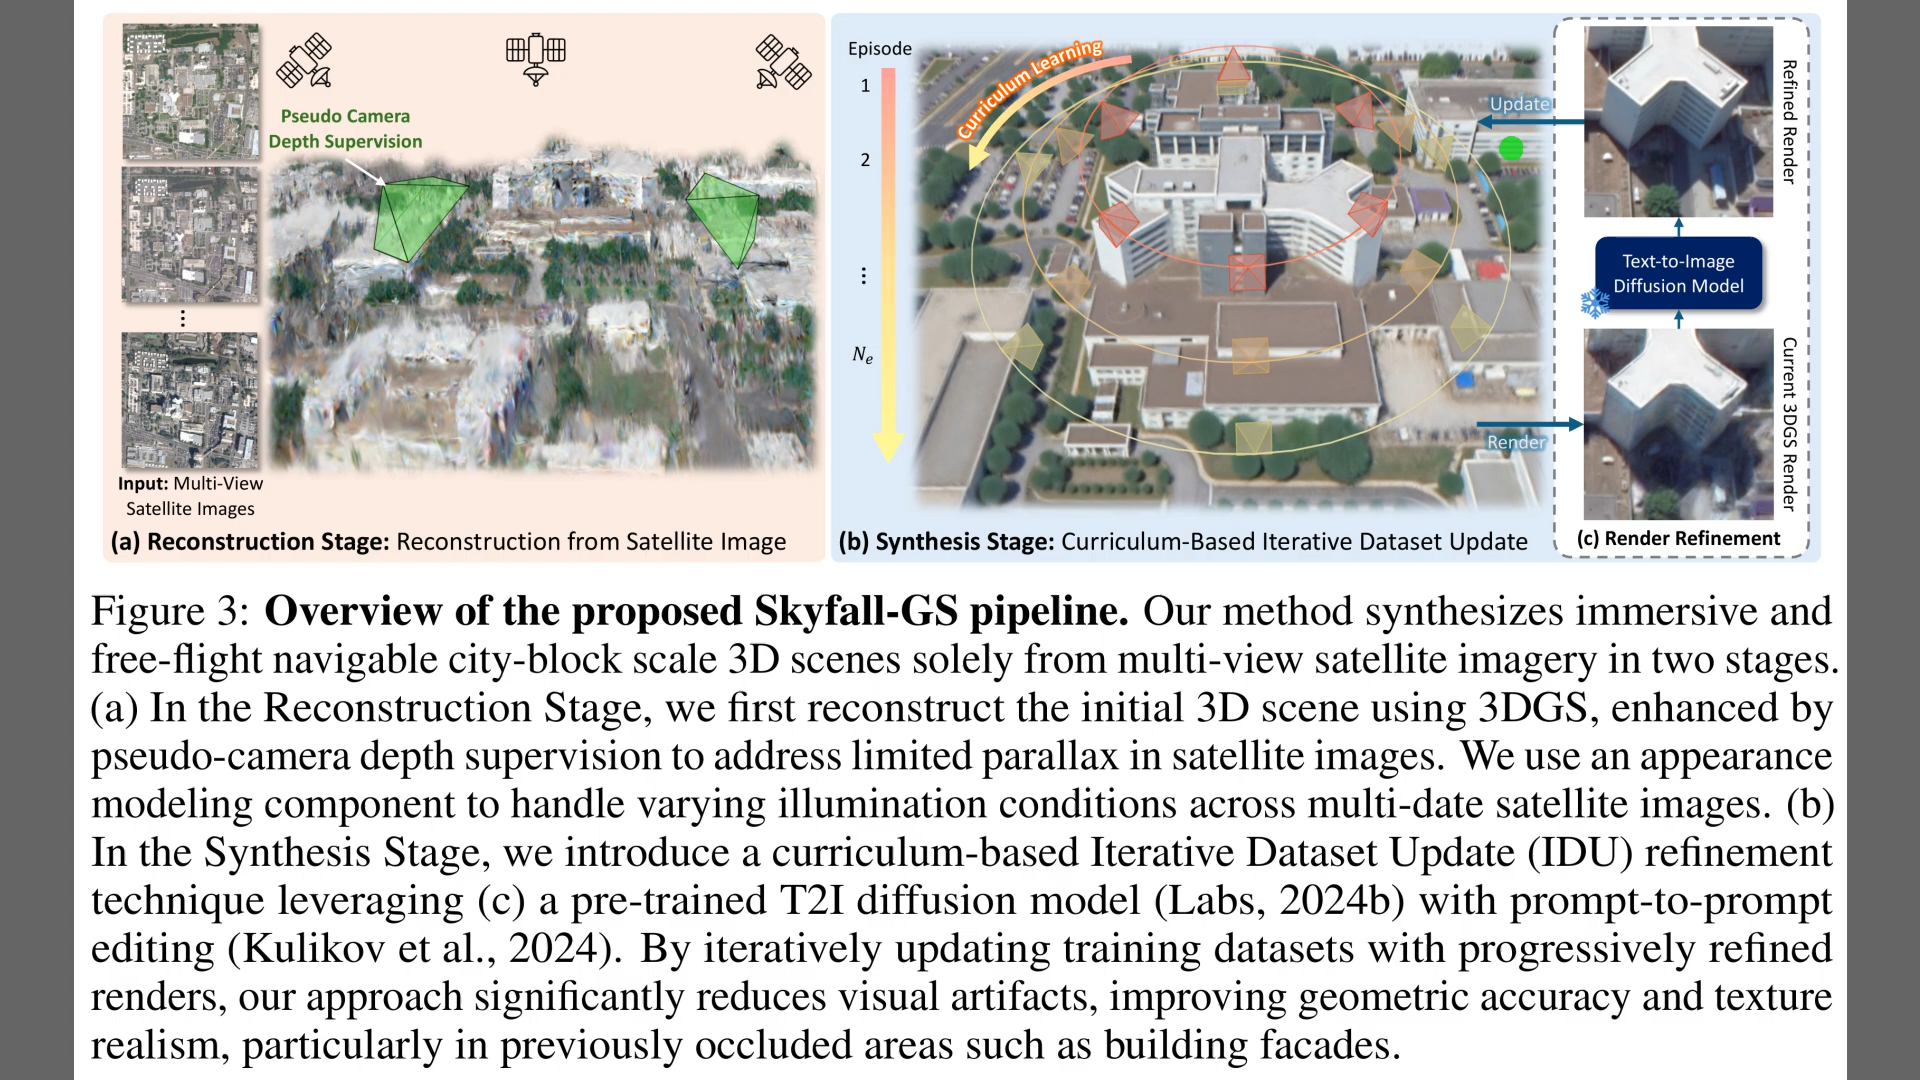 Pseudo Camera
Depth Supervision
⋮
Input: Multi-View
Satellite Images
(a) Reconstruction Stage: Reconstruction from Satellite Image
Episode
1
2
⋮
Nₑ
Curriculum Learning
Update
Render
(b) Synthesis Stage: Curriculum-Based Iterative Dataset Update
Refined Render
Text-to-Image
Diffusion Model
Current 3DGS Render
(c) Render Refinement
Figure 3: Overview of the proposed Skyfall-GS pipeline. Our method synthesizes immersive and
free-flight navigable city-block scale 3D scenes solely from multi-view satellite imagery in two stages.
(a) In the Reconstruction Stage, we first reconstruct the initial 3D scene using 3DGS, enhanced by
pseudo-camera depth supervision to address limited parallax in satellite images. We use an appearance
modeling component to handle varying illumination conditions across multi-date satellite images. (b)
In the Synthesis Stage, we introduce a curriculum-based Iterative Dataset Update (IDU) refinement
technique leveraging (c) a pre-trained T2I diffusion model (Labs, 2024b) with prompt-to-prompt
editing (Kulikov et al., 2024). By iteratively updating training datasets with progressively refined
renders, our approach significantly reduces visual artifacts, improving geometric accuracy and texture
realism, particularly in previously occluded areas such as building facades.